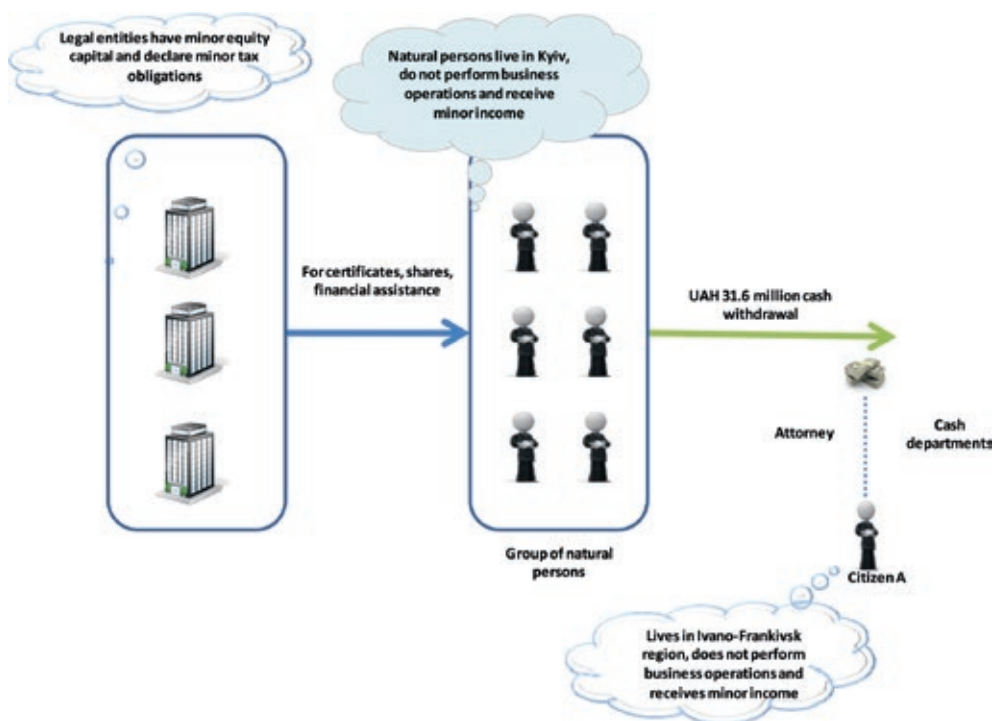 Legal entities have minor equity
capital and declare minor tax
obligations
Natural persons live in Kyiv,
do not perform business
operations and receive
minor income
For certificates, shares,
financial assistance
UAH 31.6 million cash
withdrawal
Attorney
Cash
departments
Group of natural
persons
Citizen A
Lives in Ivano-Frankivsk
region, does not perform
business operations and
receives minor income